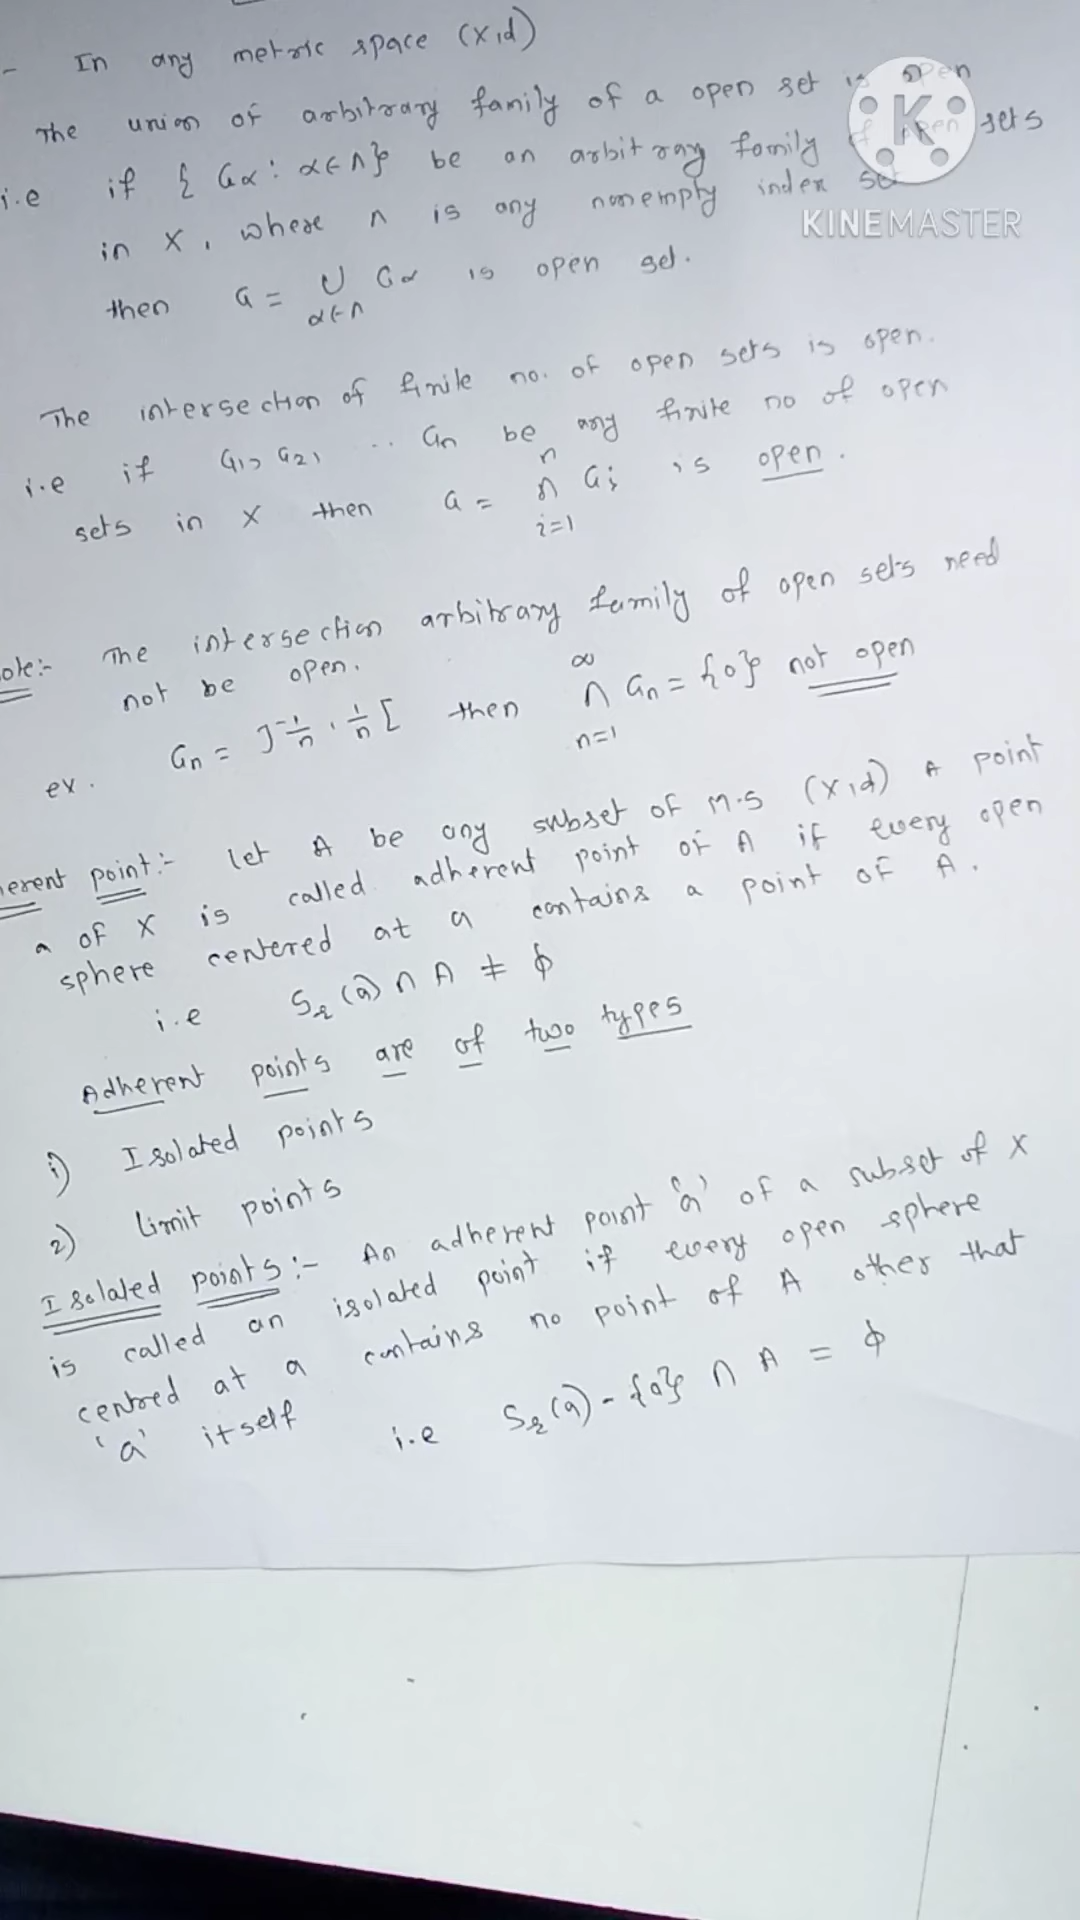 - In any metric space (X,d)
The union of arbitrary family of a open set is open
i.e if { Gα : α∈Λ} be an arbitrary family of open sets
in X, where Λ is any nonempty index set
then G = ∪ Gα is open set.
α∈Λ
The intersection of finite no. of open sets is open.
i.e if G1, G2, ... Gn be any finite no of open
n
sets in X then G = ∩ Gi is open.
i=1
ote:- The intersection arbitrary family of open sets need
not be open.
∞
ex. Gn = ]-1/n, 1/n[ then ∩ Gn = {0} not open
n=1
erent point:- Let A be any subset of M.S (X,d) A point
a of X is called adherent point of A if every open
sphere centered at a contains a point of A.
i.e Sr(a) ∩ A ≠ ϕ
Adherent points are of two types
1) Isolated points
2) Limit points
Isolated points:- An adherent point 'a' of a subset of X
is called an isolated point if every open sphere
centred at a contains no point of A other that
'a' itself i.e Sr(a) - {a} ∩ A = ϕ
K
KINEMASTER